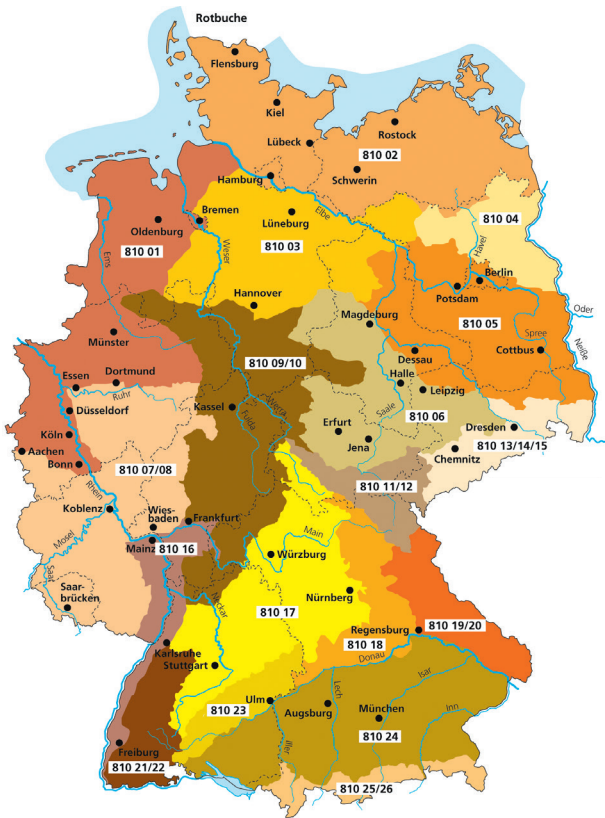 Rotbuche
Flensburg
Kiel
Rostock
Lübeck
810 02
Hamburg
Schwerin
Elbe
Bremen
810 04
Oldenburg
Lüneburg
Havel
810 01
810 03
Ems
Weser
Berlin
Hannover
Potsdam
Oder
Magdeburg
810 05
Münster
Spree
Neiße
Dessau
Cottbus
810 09/10
Dortmund
Halle
Essen
Leipzig
Ruhr
Werra
Kassel
Düsseldorf
Fulda
Saale
810 06
Köln
Erfurt
Dresden
Jena
810 13/14/15
Aachen
Chemnitz
Bonn
810 07/08
Rhein
810 11/12
Koblenz
Wies-
baden
Frankfurt
Mosel
Main
Mainz
810 16
Würzburg
Saar
Saar-
brücken
Nürnberg
Neckar
810 17
Regensburg
810 19/20
Karlsruhe
810 18
Stuttgart
Donau
Isar
Ulm
Lech
810 23
Augsburg
München
Inn
810 24
Iller
Freiburg
810 21/22
810 25/26